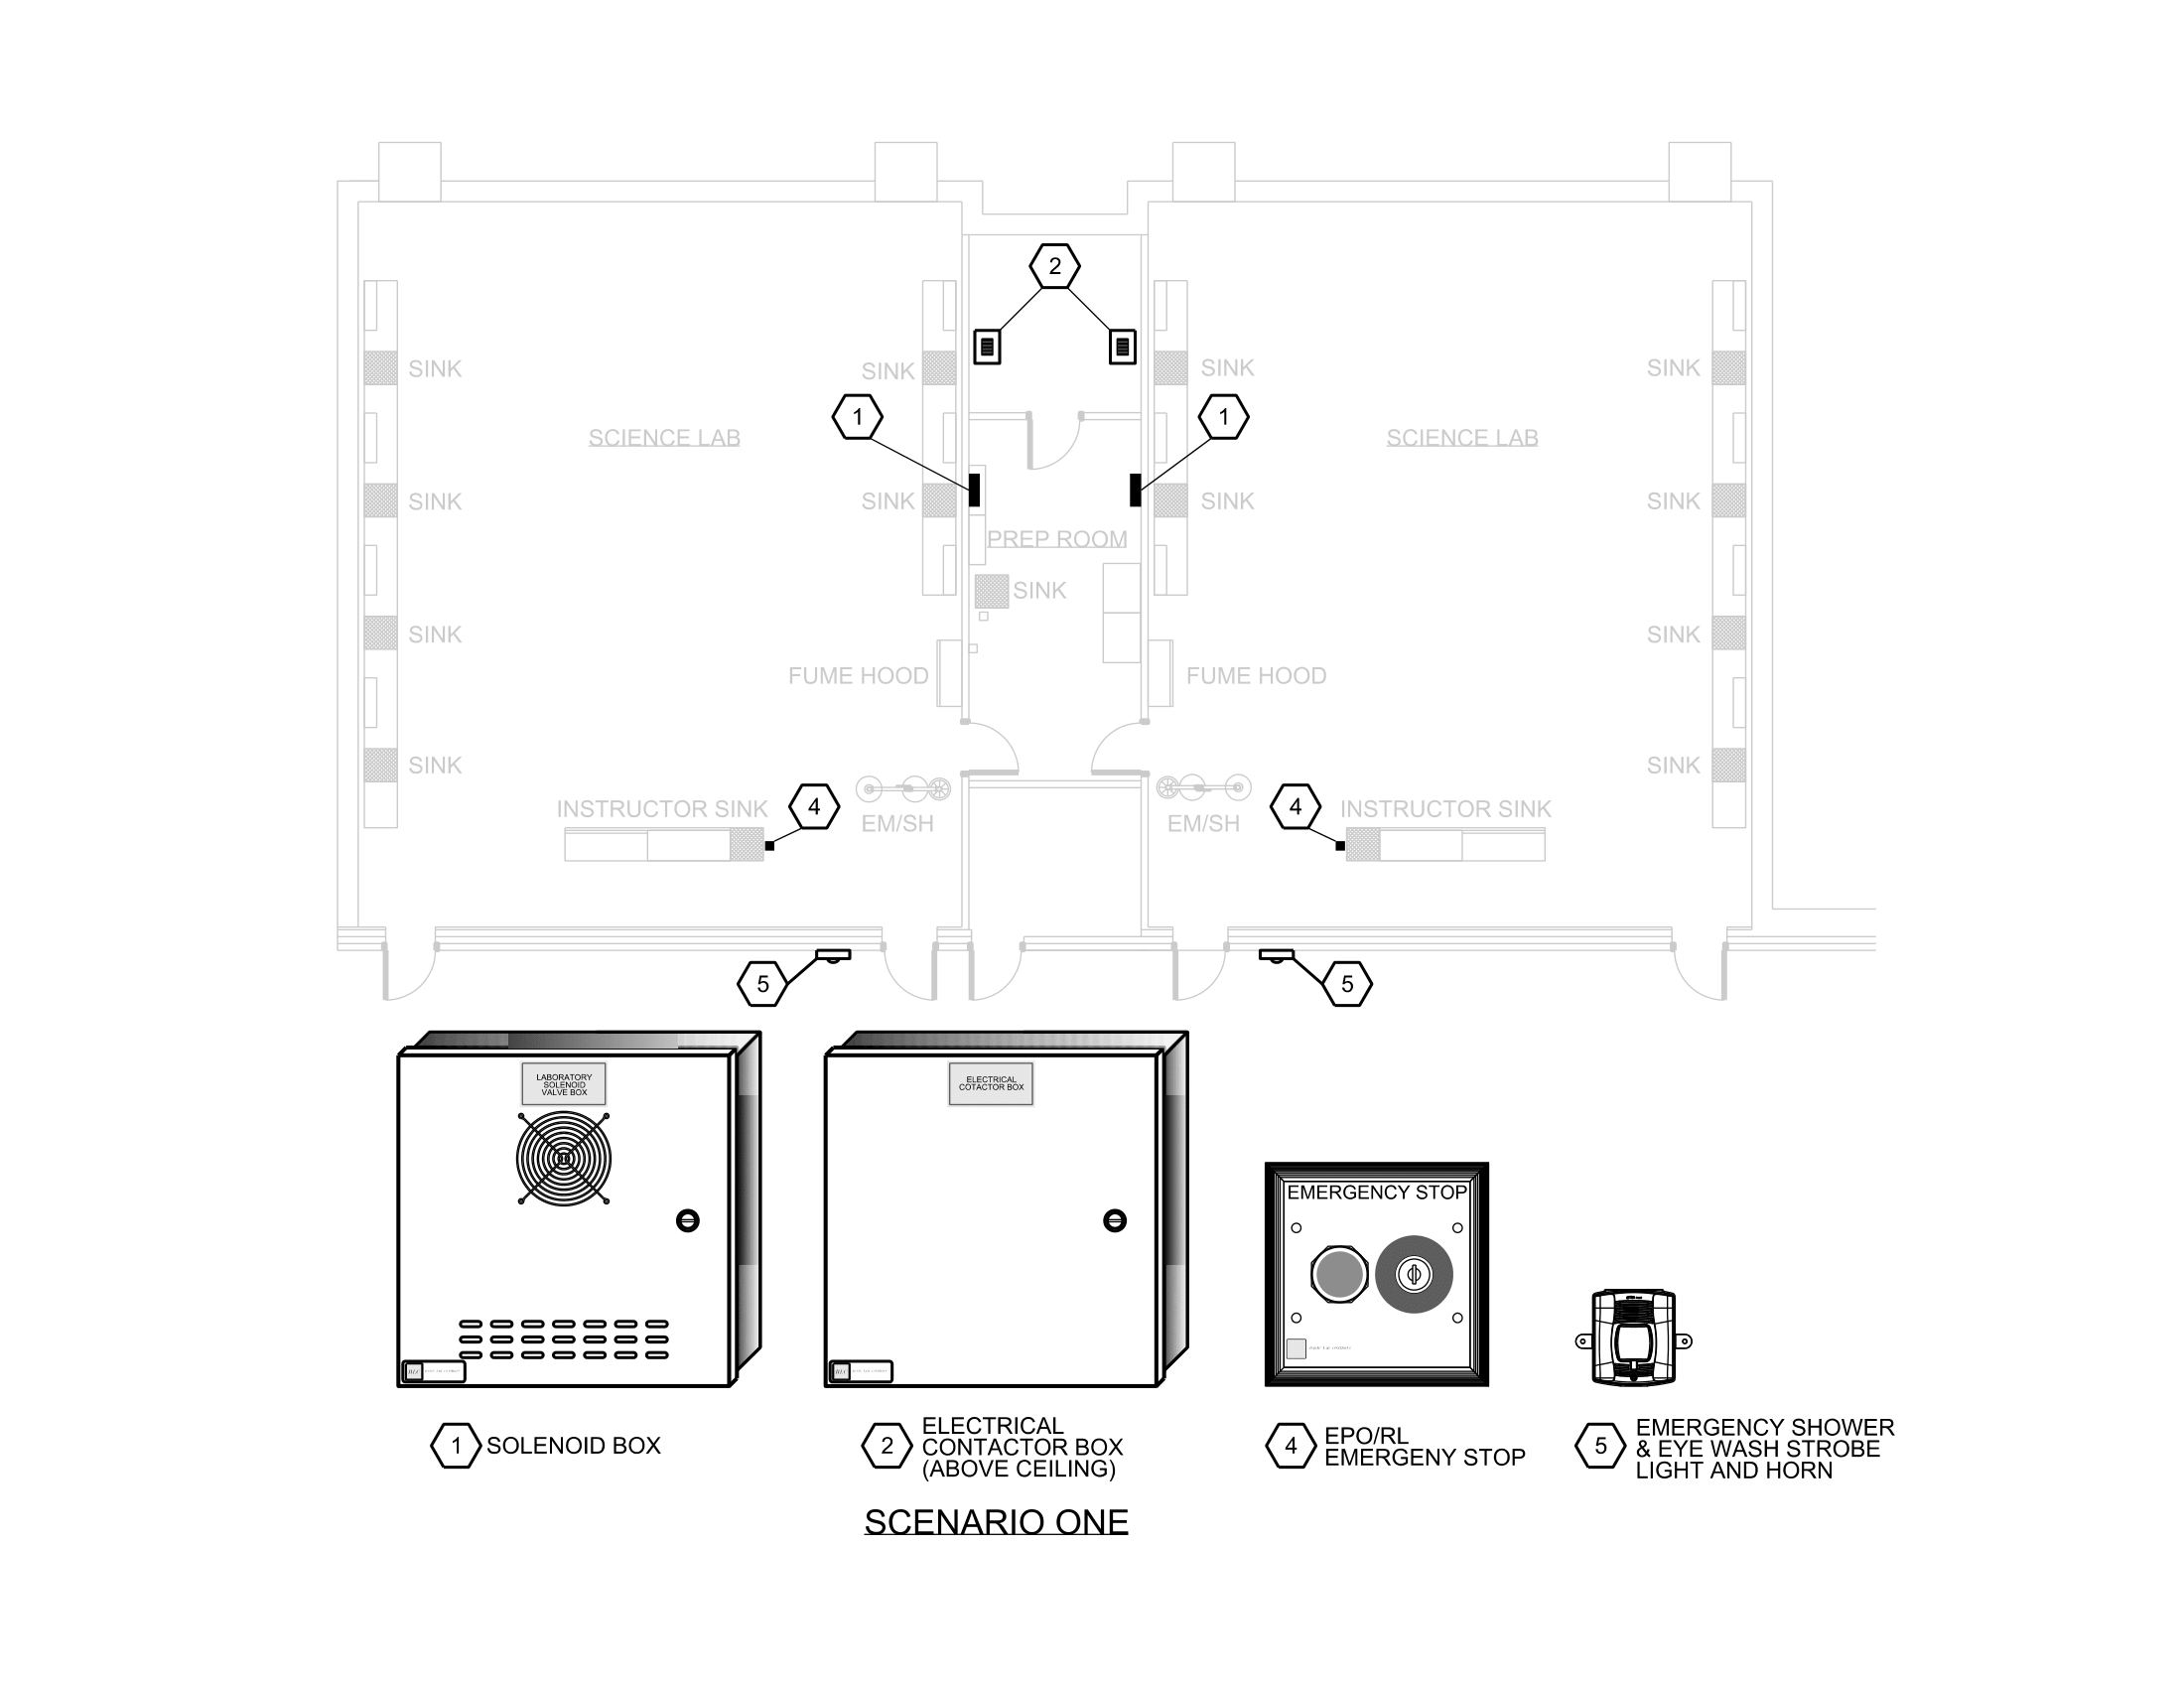 2
SINK
SINK
SINK
SINK
1
1
SCIENCE LAB
SCIENCE LAB
SINK
SINK
SINK
SINK
PREP ROOM
SINK
SINK
SINK
FUME HOOD
FUME HOOD
SINK
SINK
INSTRUCTOR SINK
4
EM/SH
EM/SH
4
INSTRUCTOR SINK
5
5
LABORATORY
SOLENOID
VALVE BOX
ELECTRICAL
COTACTOR BOX
EMERGENCY STOP
1 SOLENOID BOX
2 ELECTRICAL
CONTACTOR BOX
(ABOVE CEILING)
4 EPO/RL
EMERGENY STOP
5 EMERGENCY SHOWER
& EYE WASH STROBE
LIGHT AND HORN
SCENARIO ONE